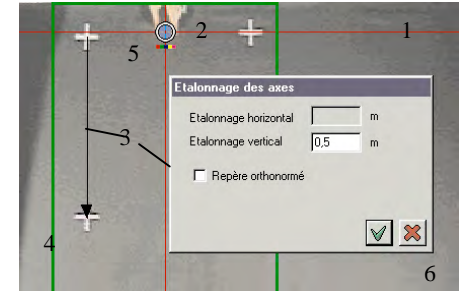 2
1
5
Etalonnage des axes
Etalonnage horizontal m
Etalonnage vertical 0,5 m
3
Repère orthonormé
4
6